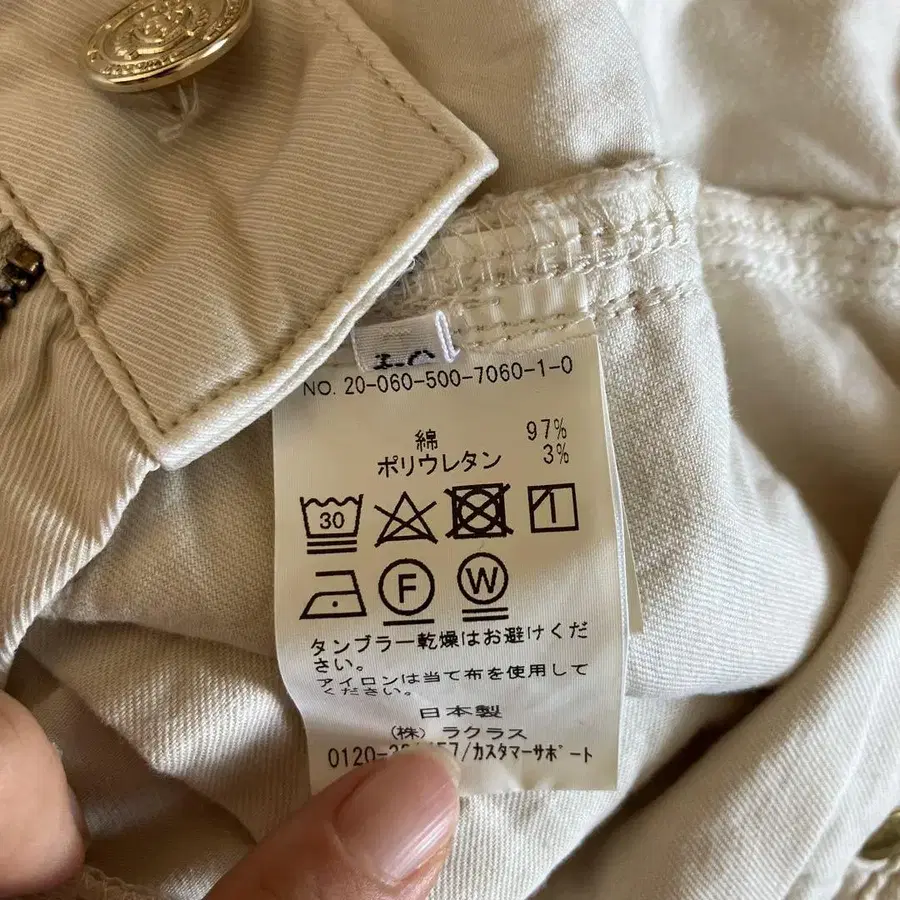 NO. 20-060-500-7060-1-0
綿 97%
ポリウレタン 3%
30
F W
タンブラー乾燥はお避けくだ
さい。
アイロンは当て布を使用して
ください。
日本製
(株) ラクラス
/カスタマーサポート